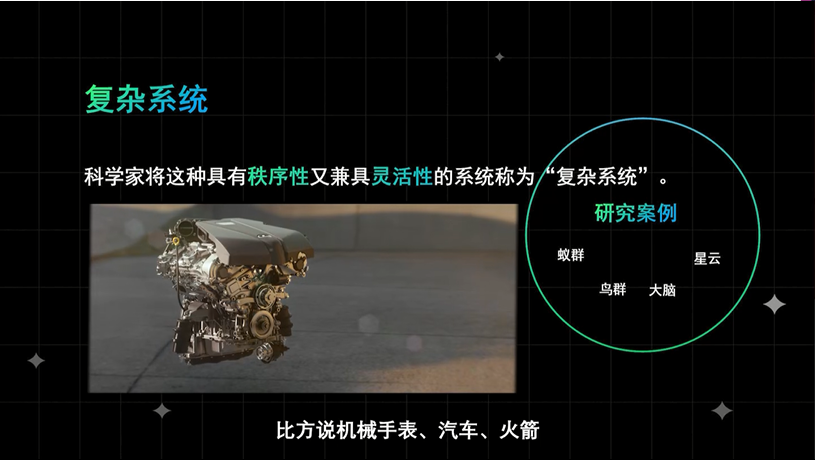 复杂系统
科学家将这种具有秩序性又兼具灵活性的系统称为“复杂系统”。
研究案例
蚁群
星云
鸟群
大脑
比方说机械手表、汽车、火箭